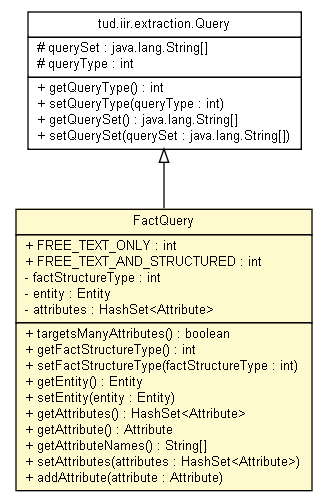 tud.iir.extraction.Query
# querySet : java.lang.String[]
# queryType : int
+ getQueryType() : int
+ setQueryType(queryType : int)
+ getQuerySet() : java.lang.String[]
+ setQuerySet(querySet : java.lang.String[])
FactQuery
+ FREE_TEXT_ONLY : int
+ FREE_TEXT_AND_STRUCTURED : int
- factStructureType : int
- entity : Entity
- attributes : HashSet<Attribute>
+ targetsManyAttributes() : boolean
+ getFactStructureType() : int
+ setFactStructureType(factStructureType : int)
+ getEntity() : Entity
+ setEntity(entity : Entity)
+ getAttributes() : HashSet<Attribute>
+ getAttribute() : Attribute
+ getAttributeNames() : String[]
+ setAttributes(attributes : HashSet<Attribute>)
+ addAttribute(attribute : Attribute)